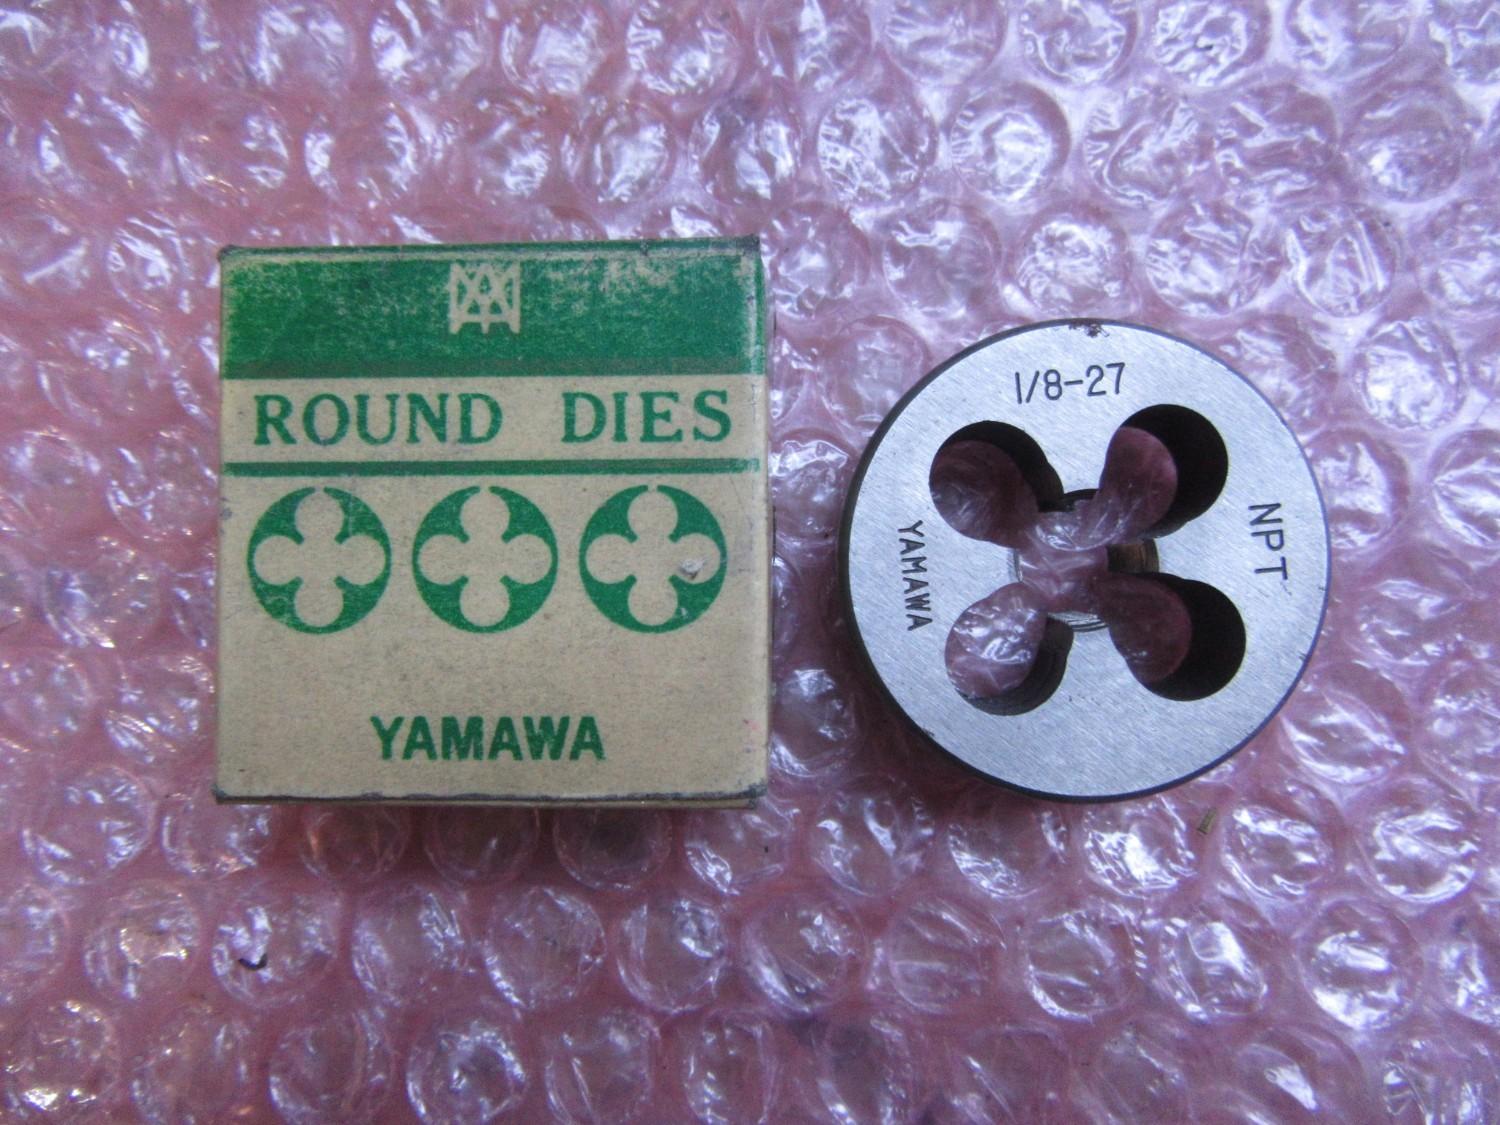 ROUND DIES
YAMAWA
1/8-27
NPT
YAMAWA